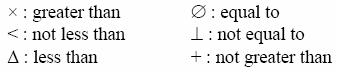 × : greater than
∅ : equal to
< : not less than
⊥ : not equal to
Δ : less than
+ : not greater than